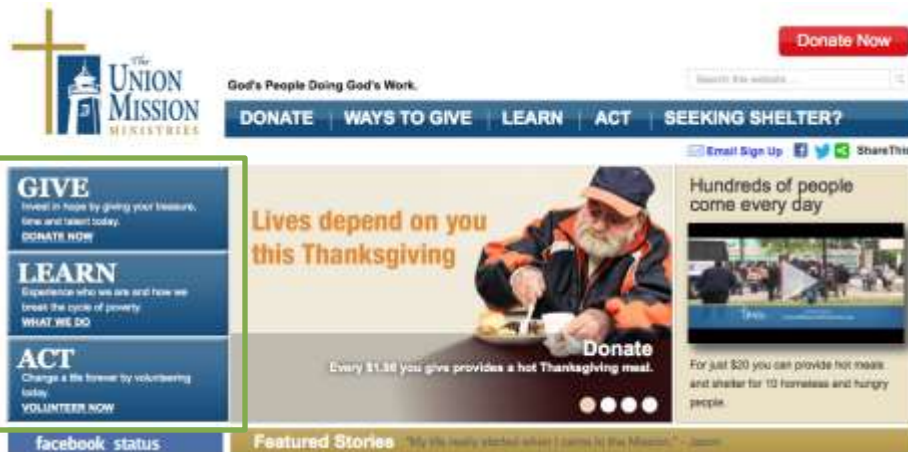 The
UNION
MISSION
MINISTRIES
God's People Doing God's Work.
Donate Now
Search the website ...
DONATE WAYS TO GIVE LEARN ACT SEEKING SHELTER?
Email Sign Up ShareThis
GIVE
Invest in hope by giving your treasure,
time and talent today.
DONATE NOW
LEARN
Experience who we are and how we
break the cycle of poverty.
WHAT WE DO
ACT
Change a life forever by volunteering
today.
VOLUNTEER NOW
Lives depend on you
this Thanksgiving
Donate
Every $1.98 you give provides a hot Thanksgiving meal.
Hundreds of people
come every day
For just $20 you can provide hot meals
and shelter for 10 homeless and hungry
people.
facebook status
Featured Stories "My life really started when I came to the Mission." - Jason